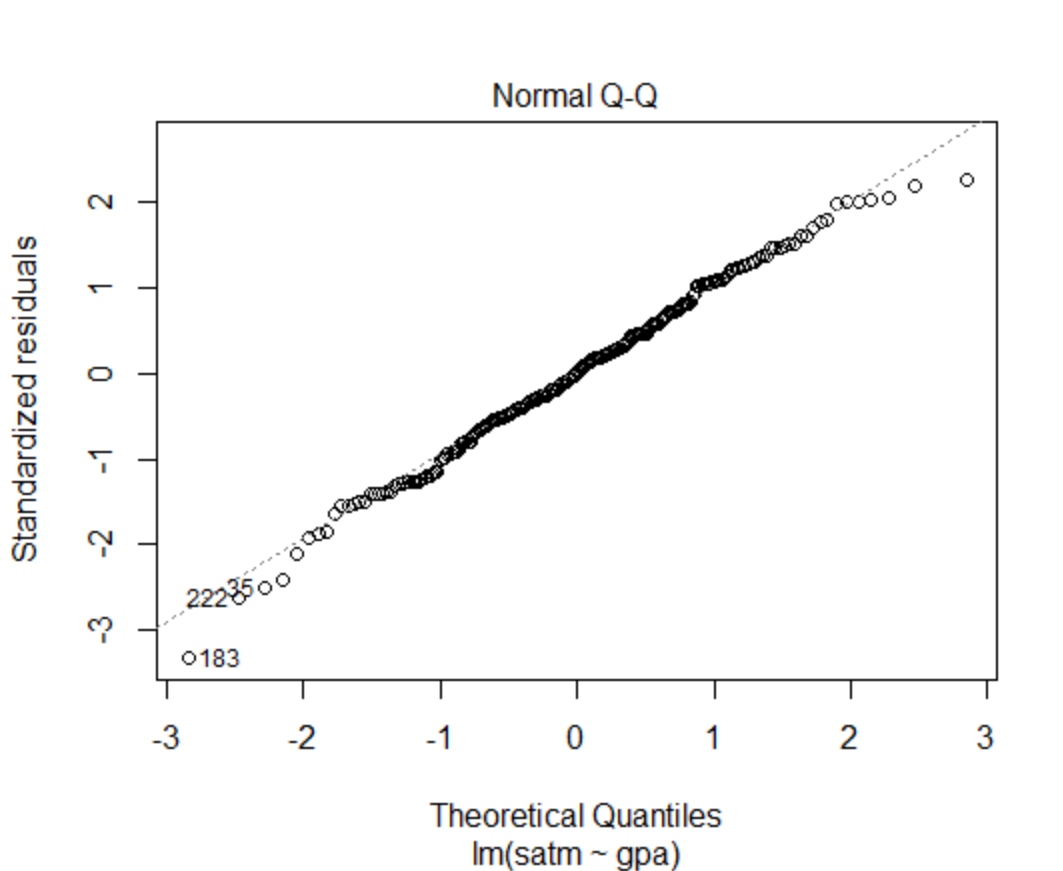 Normal Q-Q
Standardized residuals
2
1
0
-1
-2
-3
35
222
183
-3 -2 -1 0 1 2 3
Theoretical Quantiles
lm(satm ~ gpa)